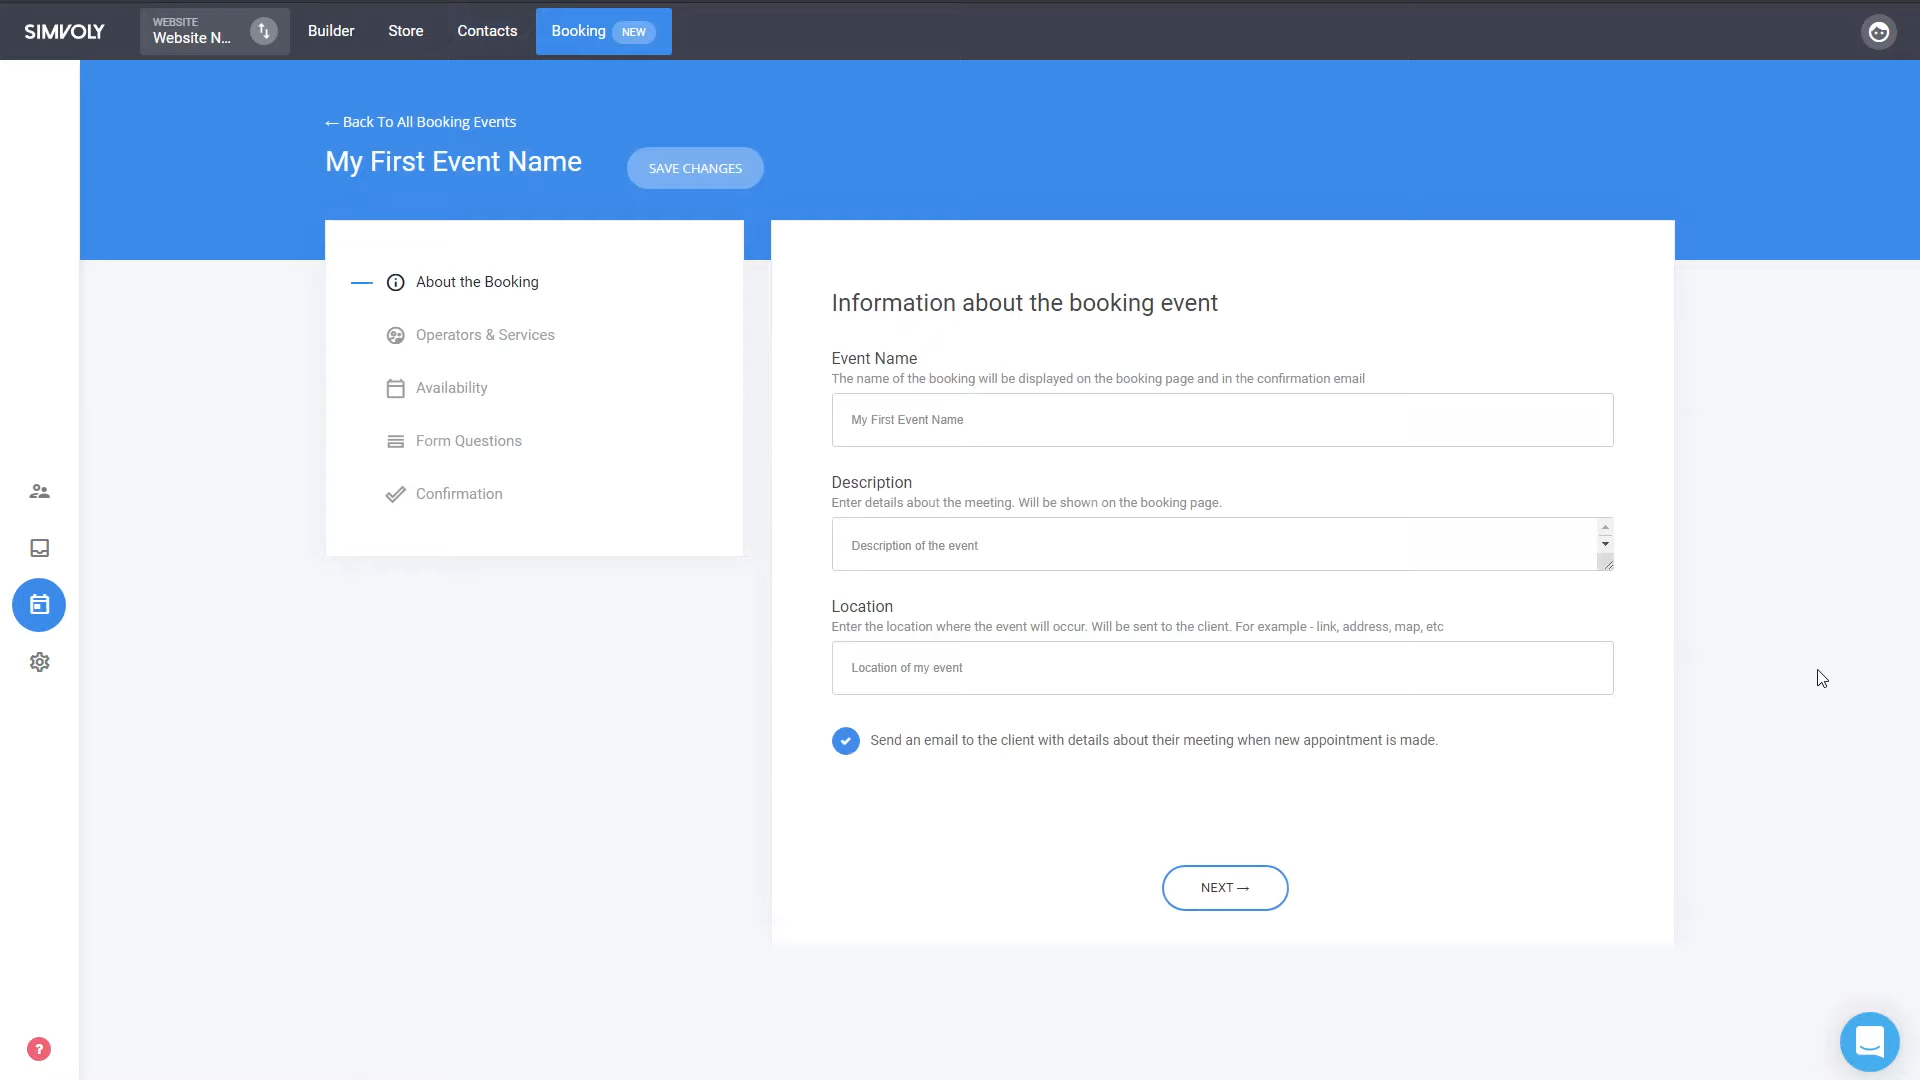 SIMVOLY
WEBSITE
Website N...
Builder
Store
Contacts
Booking NEW
← Back To All Booking Events
My First Event Name
SAVE CHANGES
About the Booking
Operators & Services
Availability
Form Questions
Confirmation
Information about the booking event
Event Name
The name of the booking will be displayed on the booking page and in the confirmation email
My First Event Name
Description
Enter details about the meeting. Will be shown on the booking page.
Description of the event
Location
Enter the location where the event will occur. Will be sent to the client. For example - link, address, map, etc
Location of my event
Send an email to the client with details about their meeting when new appointment is made.
NEXT →
?